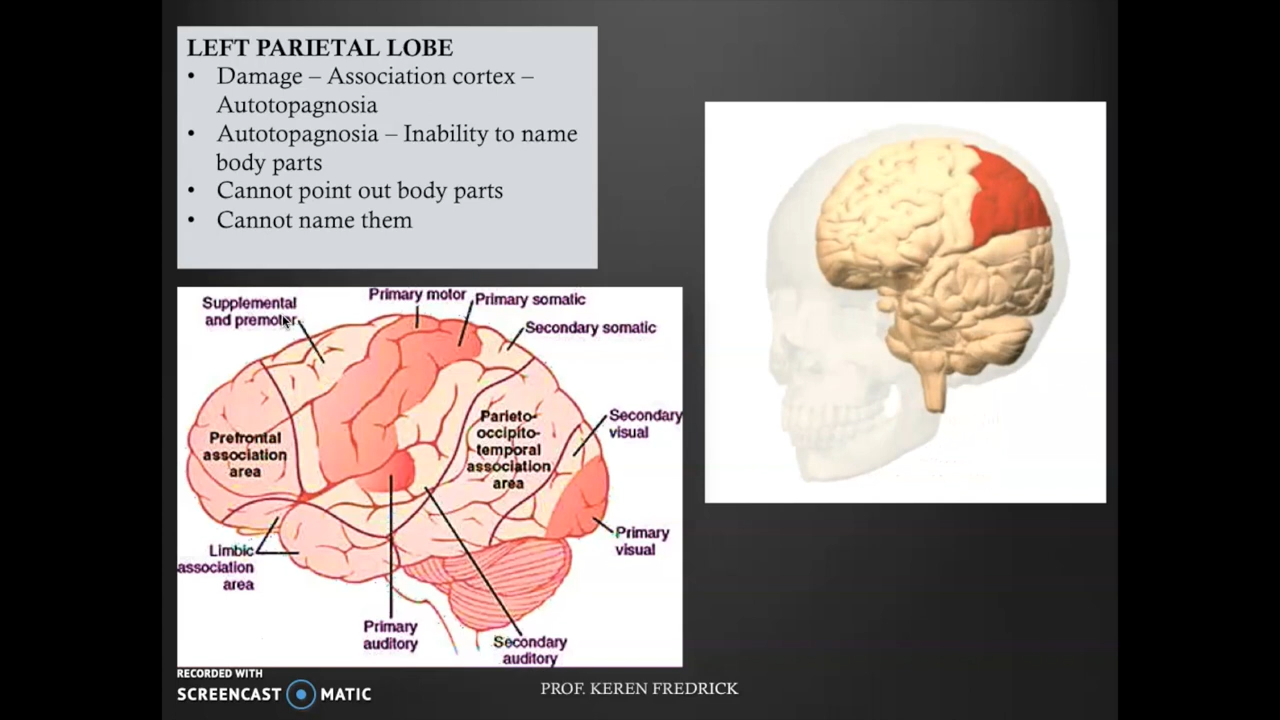 LEFT PARIETAL LOBE
• Damage – Association cortex –
Autotopagnosia
• Autotopagnosia – Inability to name
body parts
• Cannot point out body parts
• Cannot name them
Supplemental
and premotor
Primary motor
Primary somatic
Secondary somatic
Prefrontal
association
area
Parieto-
occipito-
temporal
association
area
Secondary
visual
Primary
visual
Limbic
association
area
Primary
auditory
Secondary
auditory
RECORDED WITH
SCREENCAST MATIC
PROF. KEREN FREDRICK